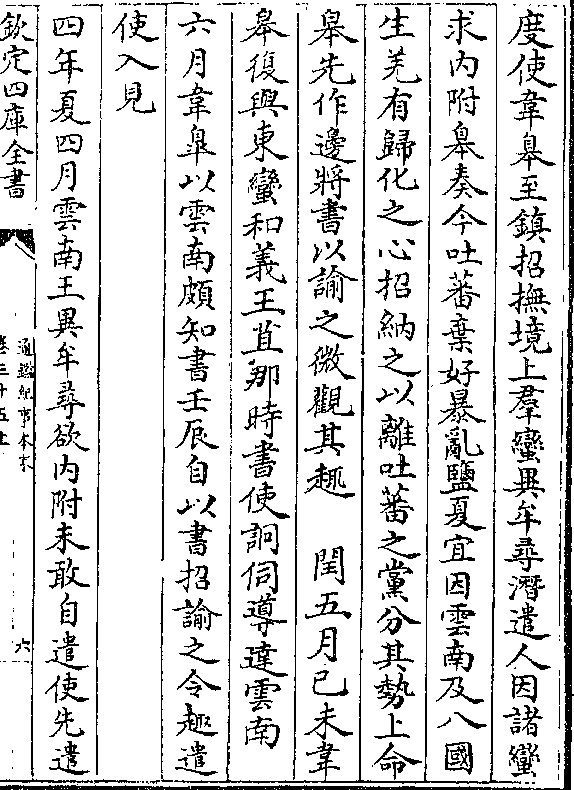 度使韋臯至鎮招撫境上羣蠻異牟尋潛遣人因諸蠻
求内附臯奏今吐蕃棄好暴亂鹽夏宜因雲南及八國
生羌有歸化之心招納之以離吐蕃之黨分其勢上命
臯先作邊將書以諭之微觀其趣　閏五月己未韋
臯復與東蠻和義王苴那時書使詗伺導達雲南
六月韋臯以雲南頗知書壬辰自以書招諭之令趣遣
使入見
四年夏四月雲南王異牟尋欲内附未敢自遣使先遣
欽定四庫全書
通鑑紀事本末
卷三十五上
六